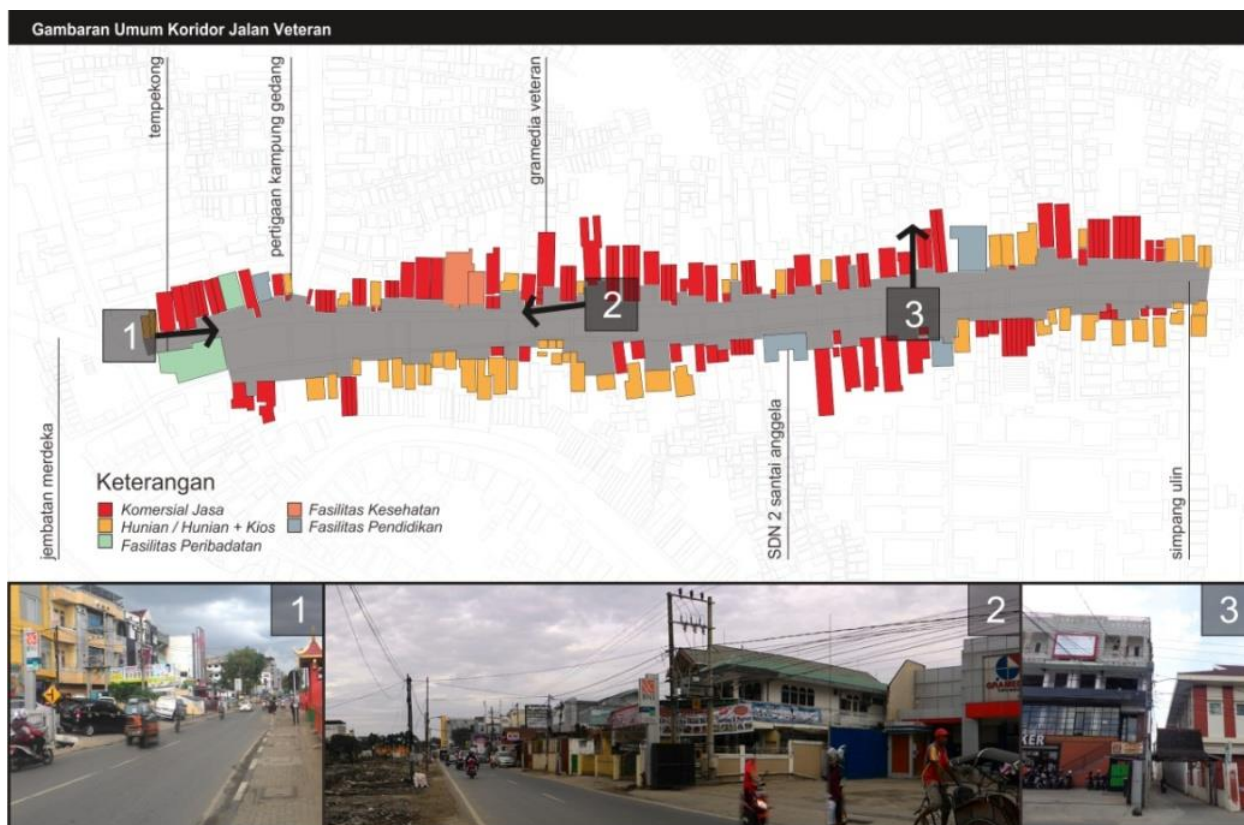 Gambaran Umum Koridor Jalan Veteran
tempekong
pertigaan kampung gedang
gramedia veteran
1
2
3
jembatan merdeka
SDN 2 santai anggela
simpang ulin
Keterangan
Komersial Jasa
Hunian / Hunian + Kios
Fasilitas Peribadatan
Fasilitas Kesehatan
Fasilitas Pendidikan
1
2
3